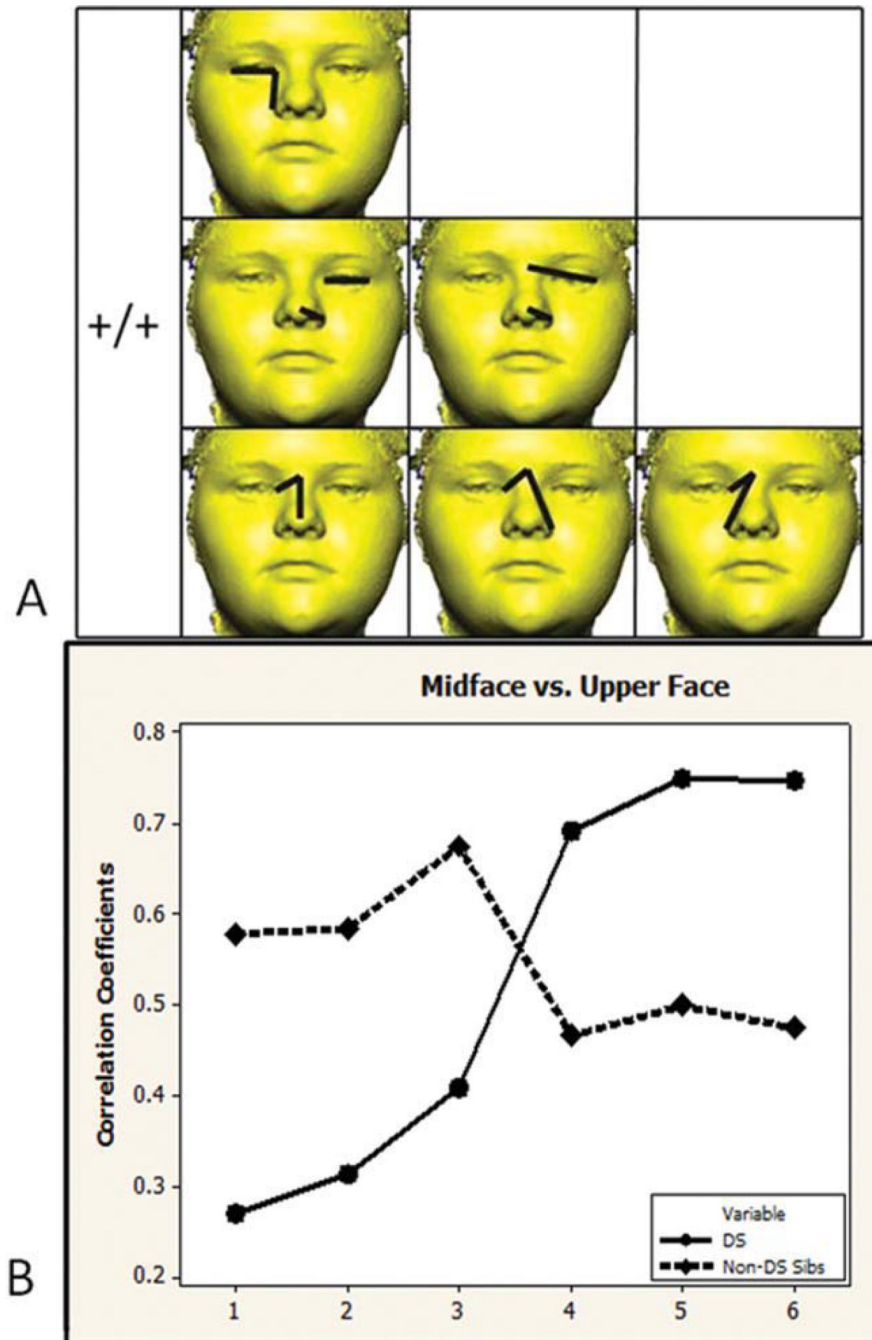 +/+
A
Midface vs. Upper Face
Correlation Coefficients
0.8
0.7
0.6
0.5
0.4
0.3
0.2
1 2 3 4 5 6
Variable
DS
Non-DS Sibs
B